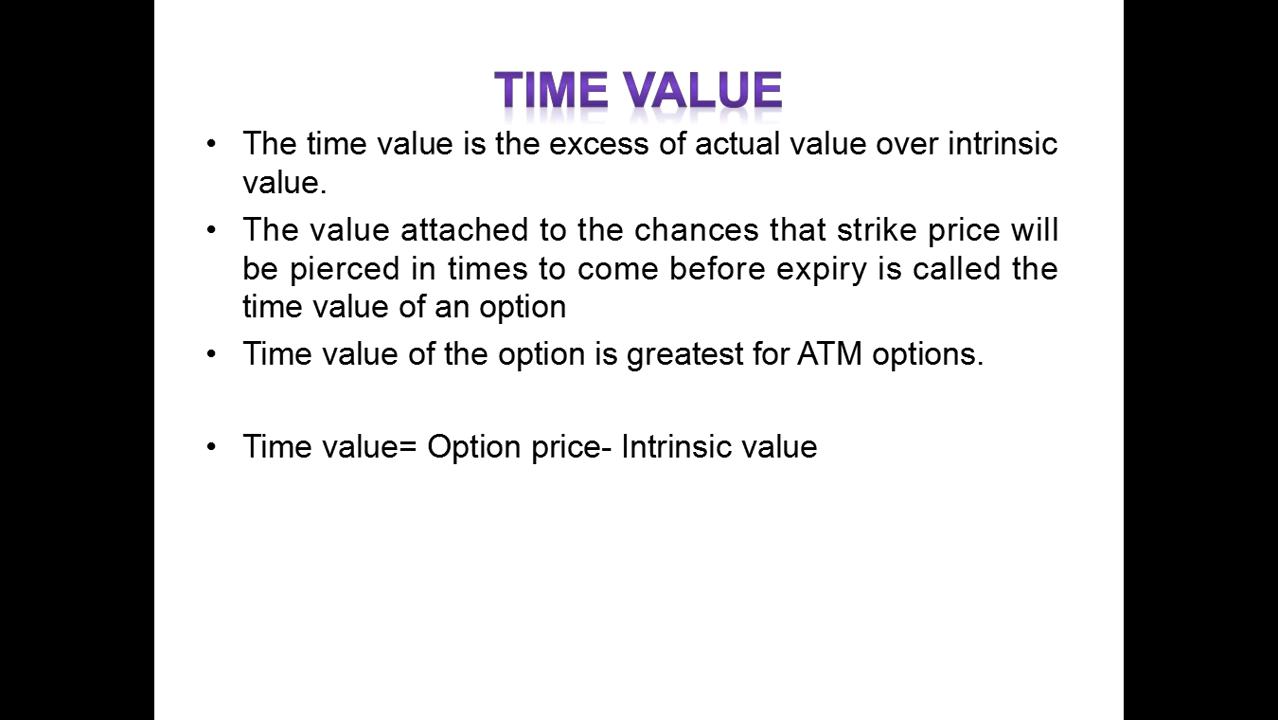 TIME VALUE
• The time value is the excess of actual value over intrinsic
value.
• The value attached to the chances that strike price will
be pierced in times to come before expiry is called the
time value of an option
• Time value of the option is greatest for ATM options.
• Time value= Option price- Intrinsic value